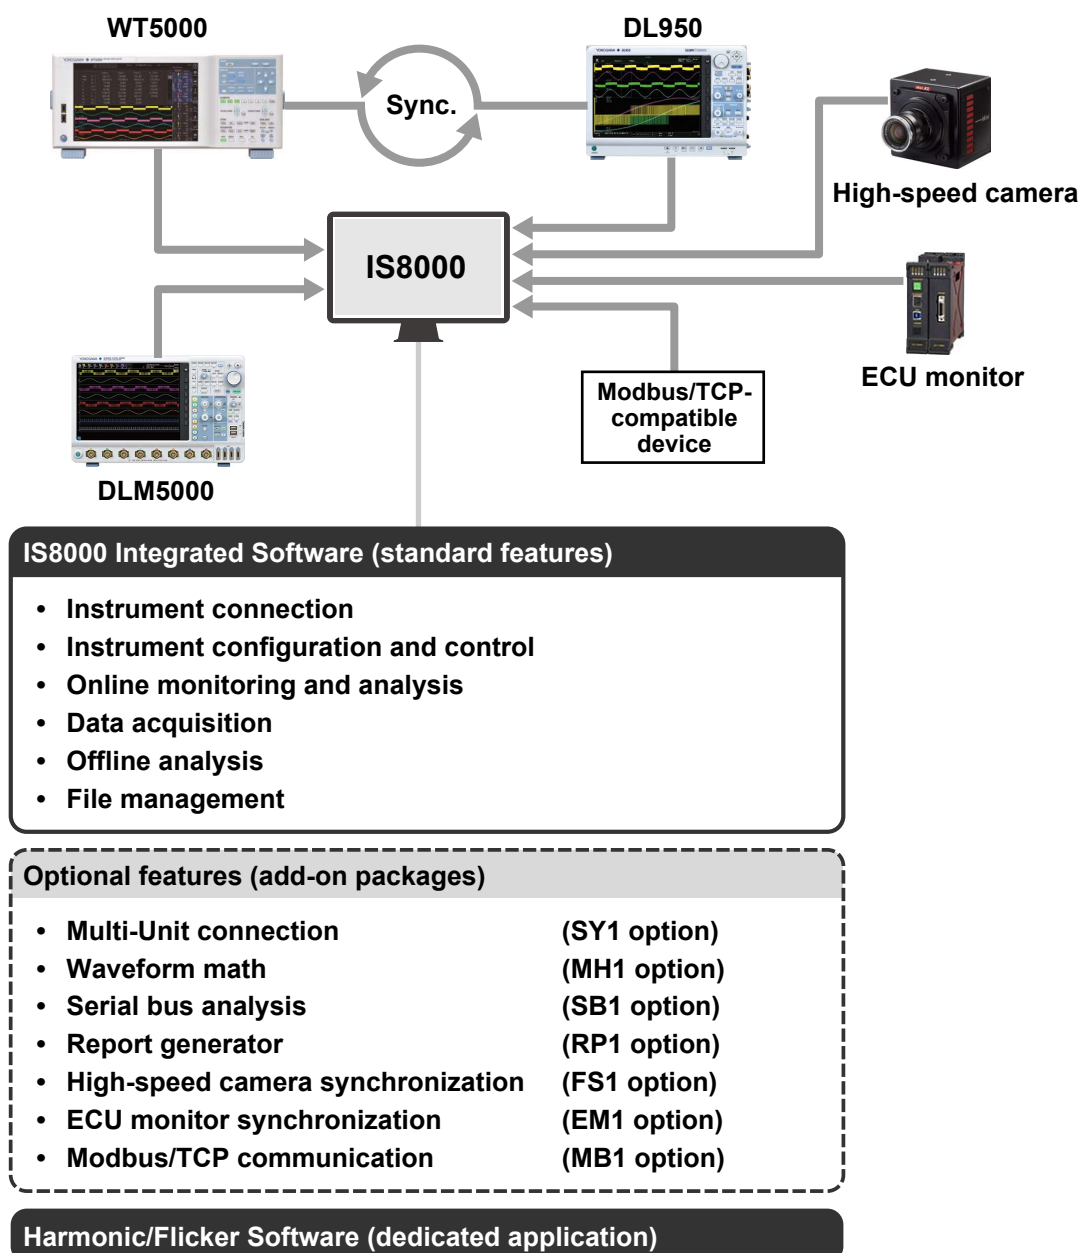 WT5000
DL950
Sync.
High-speed camera
IS8000
ECU monitor
Modbus/TCP-
compatible
device
DLM5000
IS8000 Integrated Software (standard features)
• Instrument connection
• Instrument configuration and control
• Online monitoring and analysis
• Data acquisition
• Offline analysis
• File management
Optional features (add-on packages)
• Multi-Unit connection (SY1 option)
• Waveform math (MH1 option)
• Serial bus analysis (SB1 option)
• Report generator (RP1 option)
• High-speed camera synchronization (FS1 option)
• ECU monitor synchronization (EM1 option)
• Modbus/TCP communication (MB1 option)
Harmonic/Flicker Software (dedicated application)